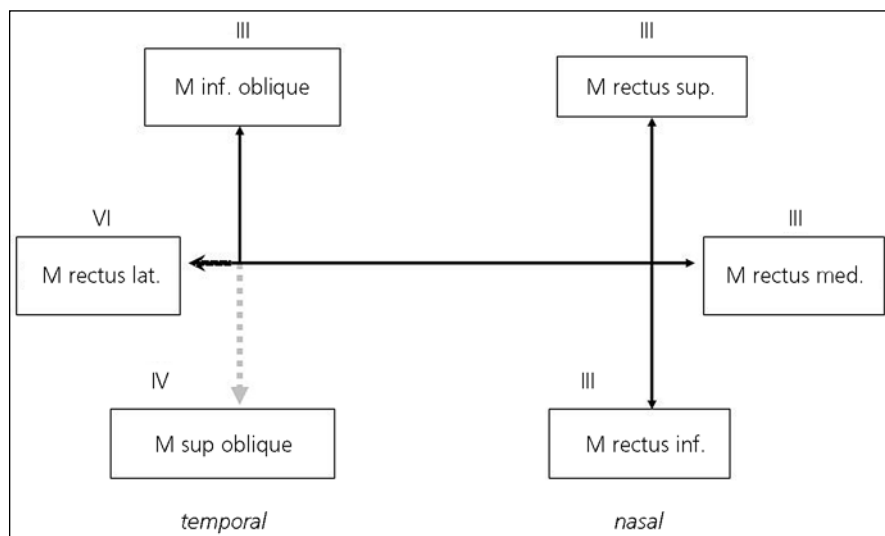 III
III
M inf. oblique
M rectus sup.
VI
III
M rectus lat.
M rectus med.
IV
III
M sup oblique
M rectus inf.
temporal
nasal